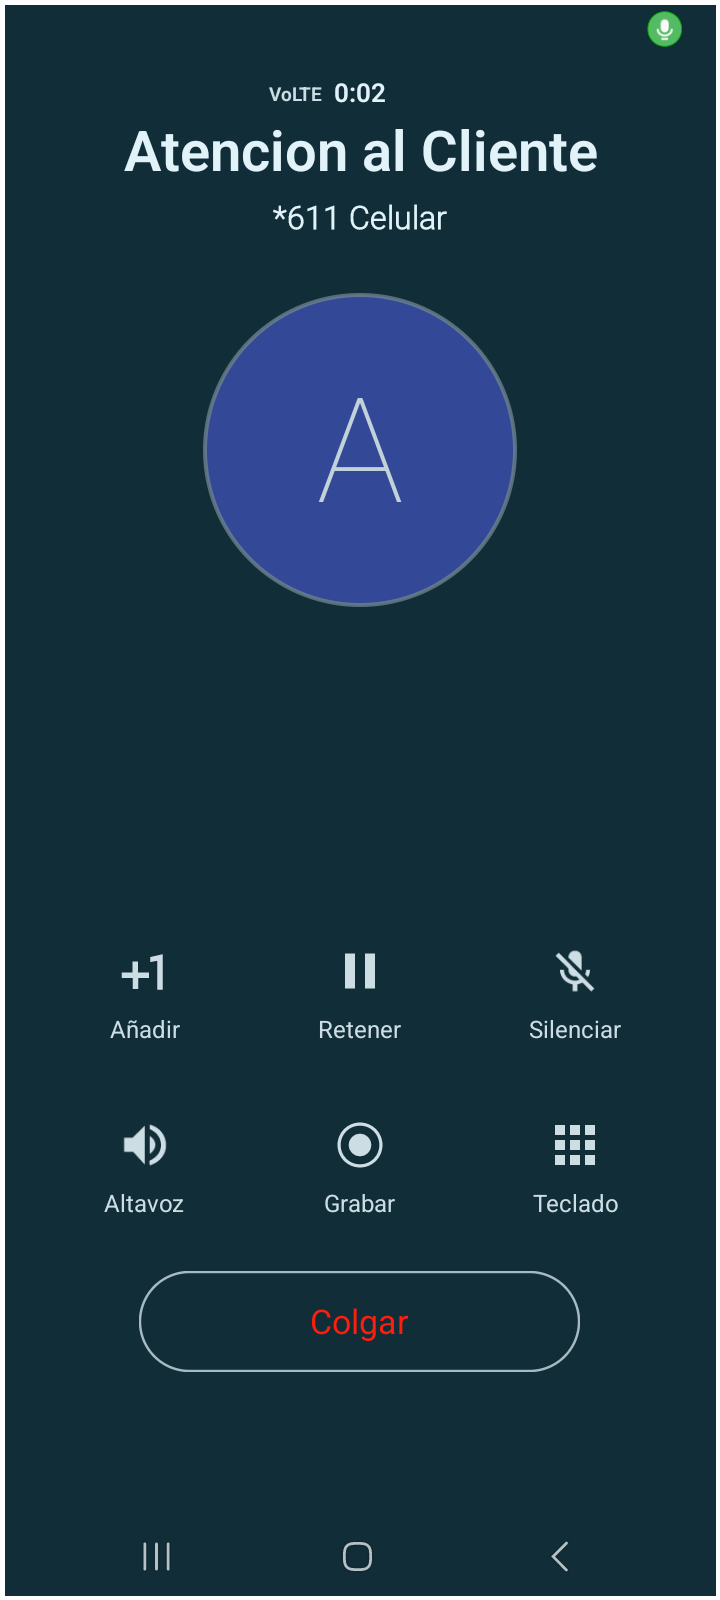 VoLTE 0:02
Atencion al Cliente
*611 Celular
A
+1
Añadir Retener Silenciar
Altavoz Grabar Teclado
Colgar